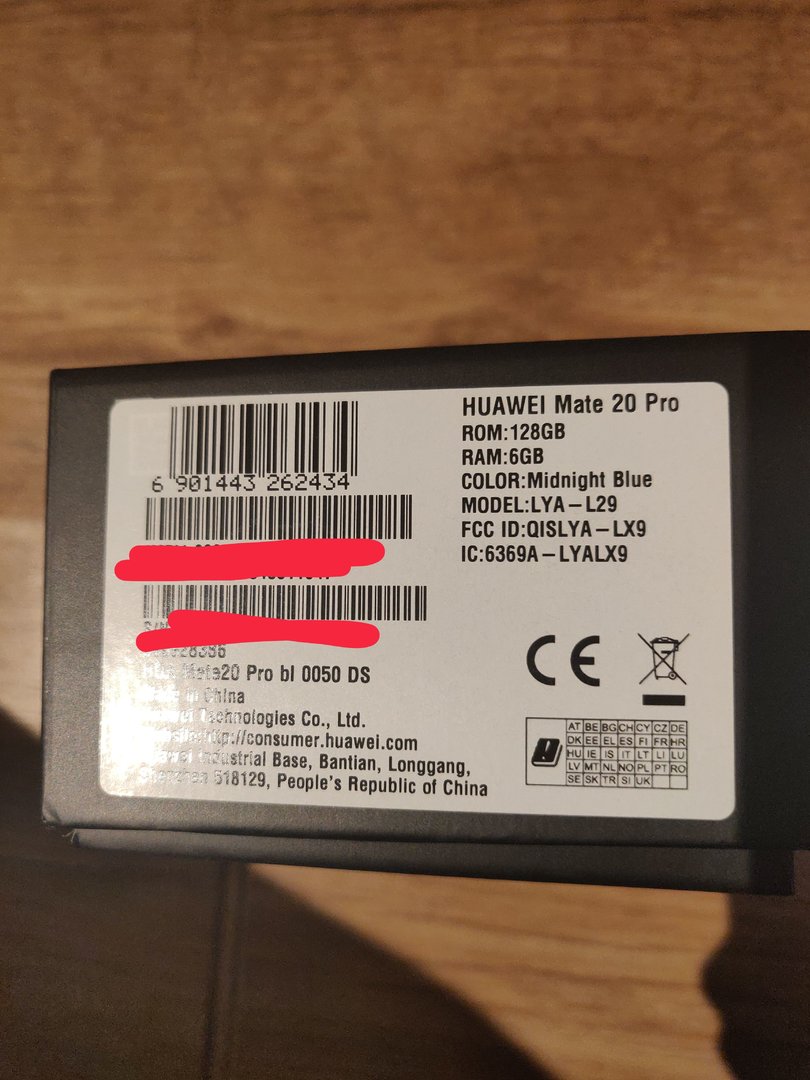 6 901443 262434
Mate20 Pro bl 0050 DS
in China
Technologies Co., Ltd.
http://consumer.huawei.com
Industrial Base, Bantian, Longgang,
518129, People's Republic of China
HUAWEI Mate 20 Pro
ROM:128GB
RAM:6GB
COLOR:Midnight Blue
MODEL:LYA-L29
FCC ID:QISLYA-LX9
IC:6369A-LYALX9
CE
AT BE BG CH CY CZ DE
DK EE EL ES FI FR HR
HU IE IS IT LT LI LU
LV MT NL NO PL PT RO
SE SK TR SI UK